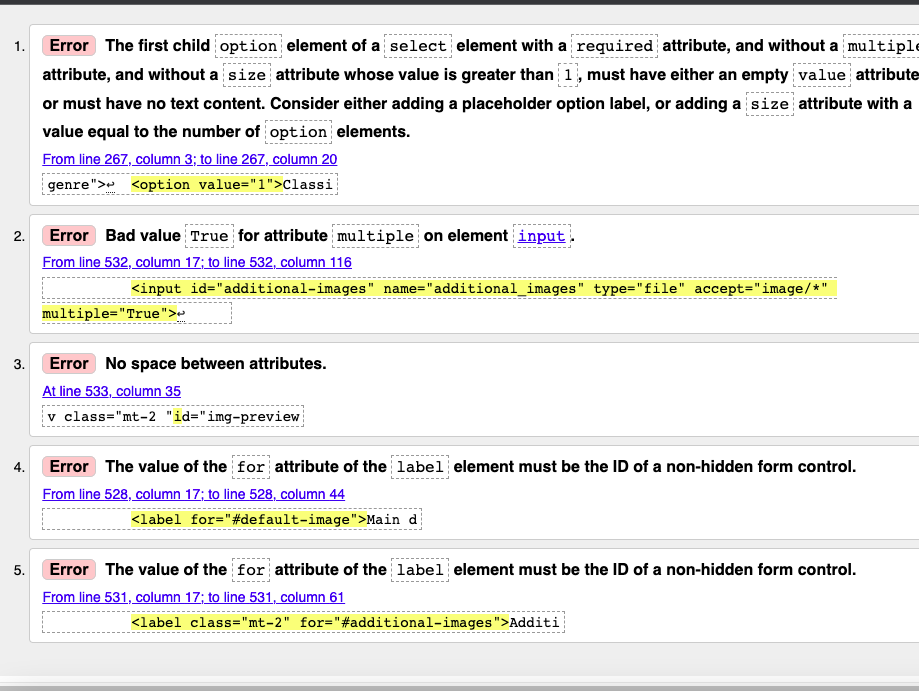 1. Error The first child option element of a select element with a required attribute, and without a multiple
attribute, and without a size attribute whose value is greater than 1, must have either an empty value attribute
or must have no text content. Consider either adding a placeholder option label, or adding a size attribute with a
value equal to the number of option elements.
From line 267, column 3; to line 267, column 20
genre">↩ <option value="1">Classi
2. Error Bad value True for attribute multiple on element input.
From line 532, column 17; to line 532, column 116
<input id="additional-images" name="additional_images" type="file" accept="image/*"
multiple="True">↩
3. Error No space between attributes.
At line 533, column 35
v class="mt-2 "id="img-preview
4. Error The value of the for attribute of the label element must be the ID of a non-hidden form control.
From line 528, column 17; to line 528, column 44
<label for="#default-image">Main d
5. Error The value of the for attribute of the label element must be the ID of a non-hidden form control.
From line 531, column 17; to line 531, column 61
<label class="mt-2" for="#additional-images">Additi